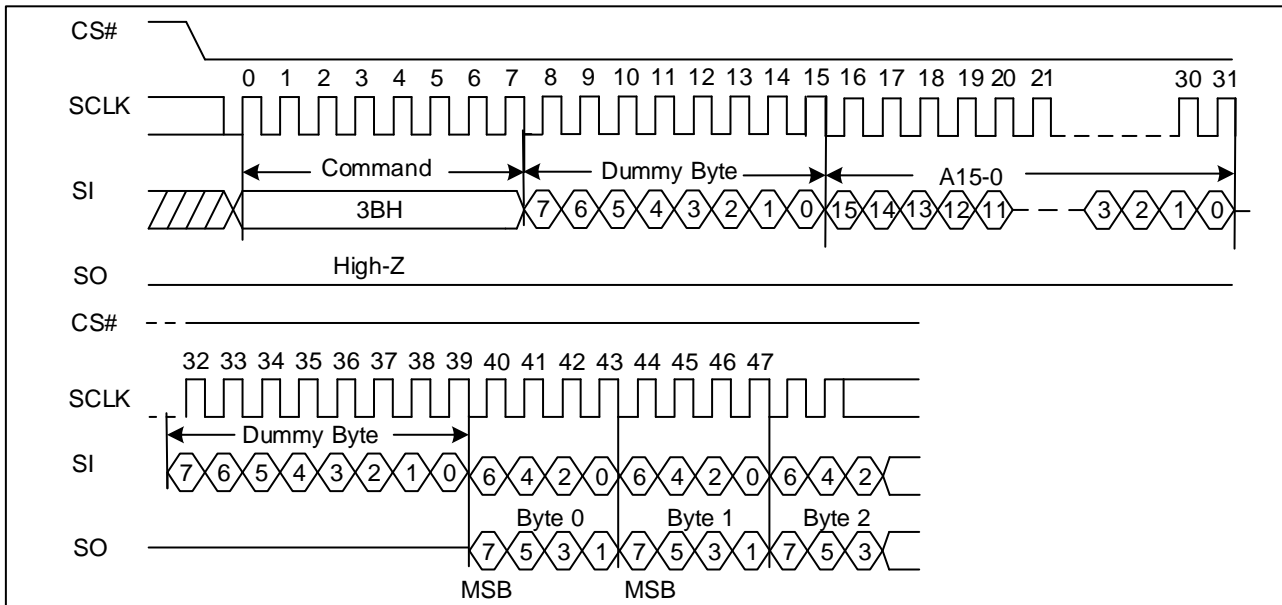 CS#
0 1 2 3 4 5 6 7 8 9 10 11 12 13 14 15 16 17 18 19 20 21 30 31
SCLK
Command Dummy Byte A15-0
SI
3BH 7 6 5 4 3 2 1 0 15 14 13 12 11 3 2 1 0
High-Z
SO
CS#
32 33 34 35 36 37 38 39 40 41 42 43 44 45 46 47
SCLK
Dummy Byte
SI 7 6 5 4 3 2 1 0 6 4 2 0 6 4 2 0 6 4 2
Byte 0 Byte 1 Byte 2
SO 7 5 3 1 7 5 3 1 7 5 3
MSB MSB